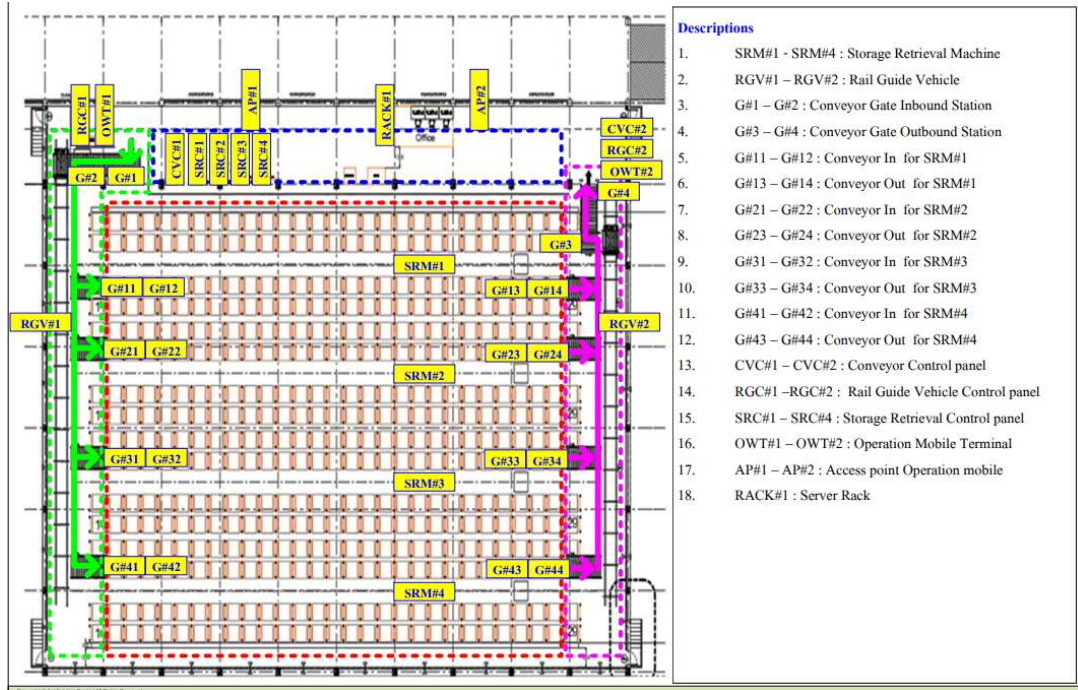 RGC#1
OWT#1
AP#1
RACK#1
AP#2
Office
CVC#1
SRC#1
SRC#2
SRC#3
SRC#4
CVC#2
RGC#2
OWT#2
G#2
G#1
G#4
G#3
SRM#1
G#11
G#12
G#13
G#14
RGV#1
RGV#2
G#21
G#22
G#23
G#24
SRM#2
29
G#31
G#32
G#33
G#34
SRM#3
29
G#41
G#42
G#43
G#44
SRM#4
29
Descriptions
1. SRM#1 - SRM#4 : Storage Retrieval Machine
2. RGV#1 – RGV#2 : Rail Guide Vehicle
3. G#1 – G#2 : Conveyor Gate Inbound Station
4. G#3 – G#4 : Conveyor Gate Outbound Station
5. G#11 – G#12 : Conveyor In for SRM#1
6. G#13 – G#14 : Conveyor Out for SRM#1
7. G#21 – G#22 : Conveyor In for SRM#2
8. G#23 – G#24 : Conveyor Out for SRM#2
9. G#31 – G#32 : Conveyor In for SRM#3
10. G#33 – G#34 : Conveyor Out for SRM#3
11. G#41 – G#42 : Conveyor In for SRM#4
12. G#43 – G#44 : Conveyor Out for SRM#4
13. CVC#1 – CVC#2 : Conveyor Control panel
14. RGC#1 –RGC#2 : Rail Guide Vehicle Control panel
15. SRC#1 – SRC#4 : Storage Retrieval Control panel
16. OWT#1 – OWT#2 : Operation Mobile Terminal
17. AP#1 – AP#2 : Access point Operation mobile
18. RACK#1 : Server Rack